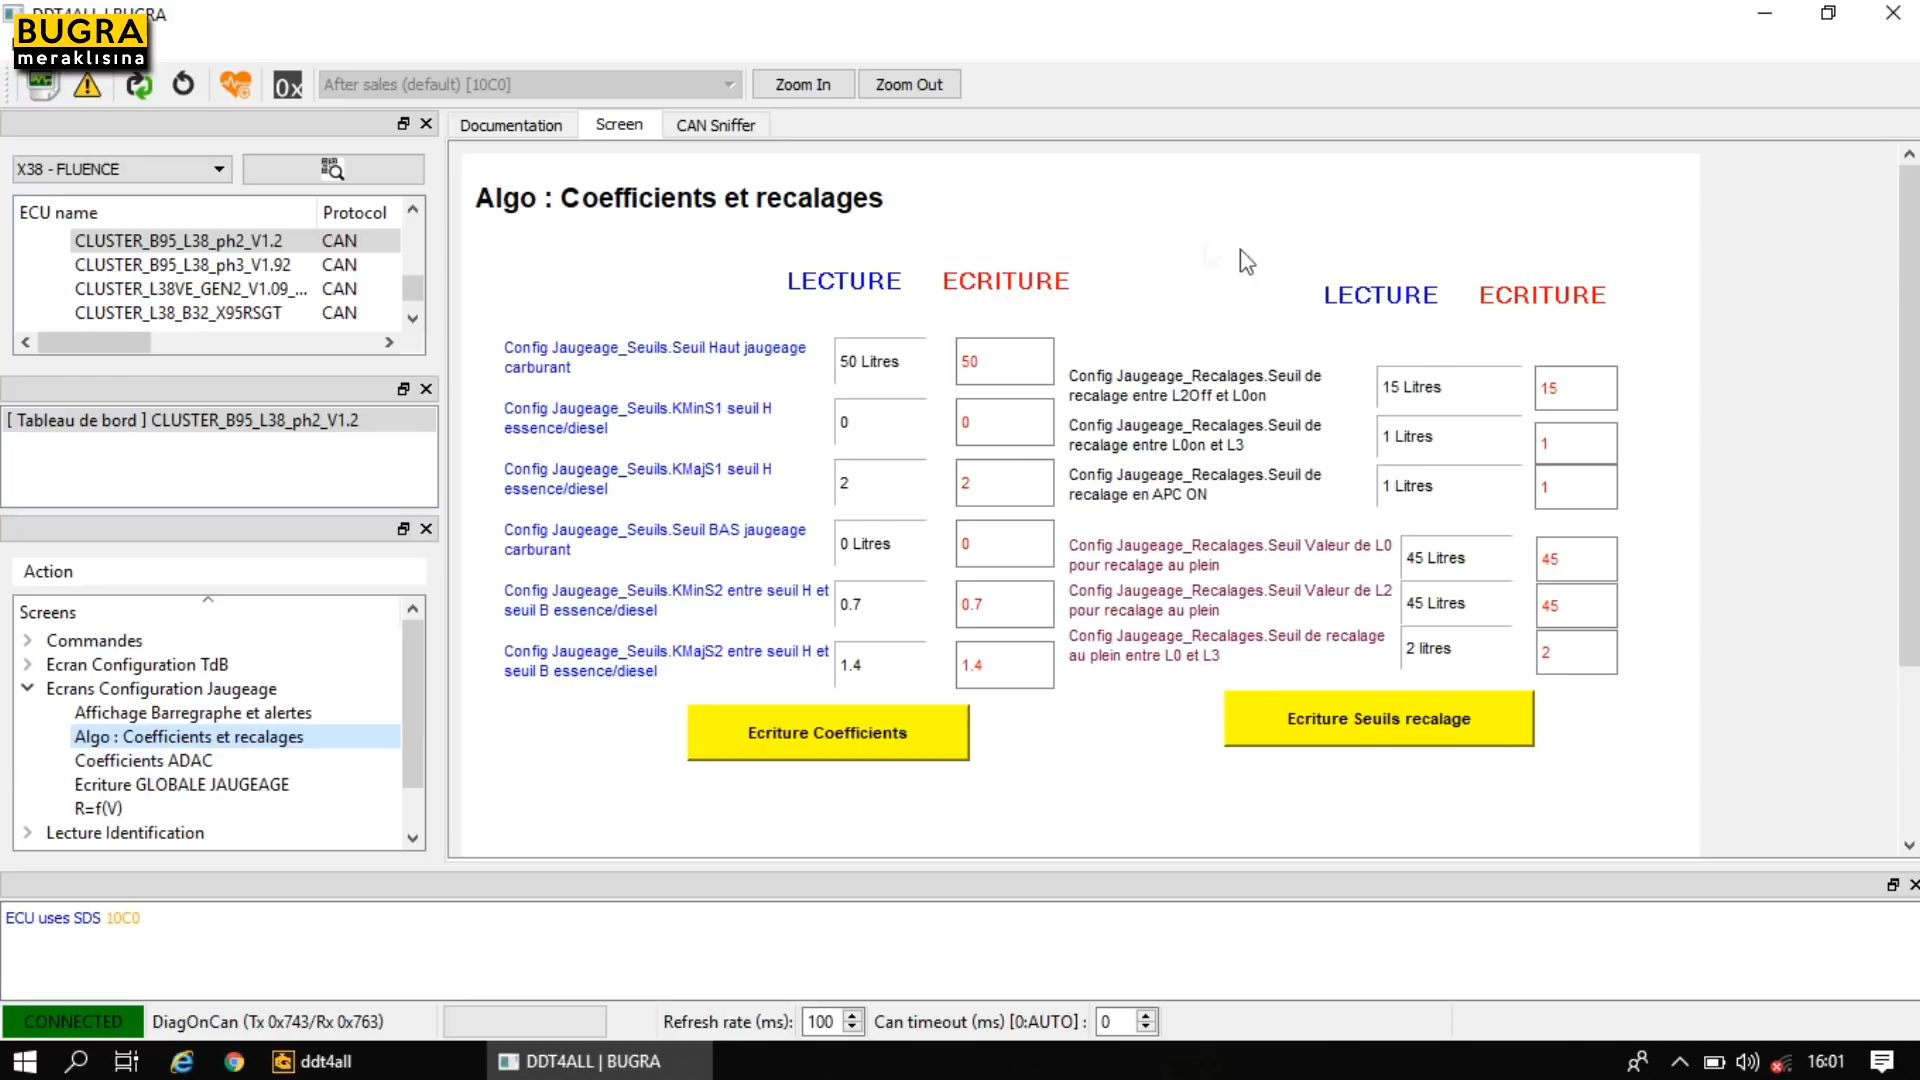 DDT4ALL | BUGRA
BUGRA
meraklısına
0x
After sales (default) [10C0]
Zoom In
Zoom Out
Documentation
Screen
CAN Sniffer
X38 - FLUENCE
ECU name
Protocol
CLUSTER_B95_L38_ph2_V1.2
CAN
CLUSTER_B95_L38_ph3_V1.92
CAN
CLUSTER_L38VE_GEN2_V1.09_...
CAN
CLUSTER_L38_B32_X95RSGT
CAN
[ Tableau de bord ] CLUSTER_B95_L38_ph2_V1.2
Action
Screens
Commandes
Ecran Configuration TdB
Ecrans Configuration Jaugeage
Affichage Barregraphe et alertes
Algo : Coefficients et recalages
Coefficients ADAC
Ecriture GLOBALE JAUGEAGE
R=f(V)
Lecture Identification
Algo : Coefficients et recalages
LECTURE
ECRITURE
Config Jaugeage_Seuils.Seuil Haut jaugeage
carburant
50 Litres
50
Config Jaugeage_Seuils.KMinS1 seuil H
essence/diesel
0
0
Config Jaugeage_Seuils.KMajS1 seuil H
essence/diesel
2
2
Config Jaugeage_Seuils.Seuil BAS jaugeage
carburant
0 Litres
0
Config Jaugeage_Seuils.KMinS2 entre seuil H et
seuil B essence/diesel
0.7
0.7
Config Jaugeage_Seuils.KMajS2 entre seuil H et
seuil B essence/diesel
1.4
1.4
Ecriture Coefficients
LECTURE
ECRITURE
Config Jaugeage_Recalages.Seuil de
recalage entre L2Off et L0on
15 Litres
15
Config Jaugeage_Recalages.Seuil de
recalage entre L0on et L3
1 Litres
1
Config Jaugeage_Recalages.Seuil de
recalage en APC ON
1 Litres
1
Config Jaugeage_Recalages.Seuil Valeur de L0
pour recalage au plein
45 Litres
45
Config Jaugeage_Recalages.Seuil Valeur de L2
pour recalage au plein
45 Litres
45
Config Jaugeage_Recalages.Seuil de recalage
au plein entre L0 et L3
2 litres
2
Ecriture Seuils recalage
ECU uses SDS 10C0
CONNECTED
DiagOnCan (Tx 0x743/Rx 0x763)
Refresh rate (ms):
100
Can timeout (ms) [0:AUTO] :
0
ddt4all
DDT4ALL | BUGRA
16:01